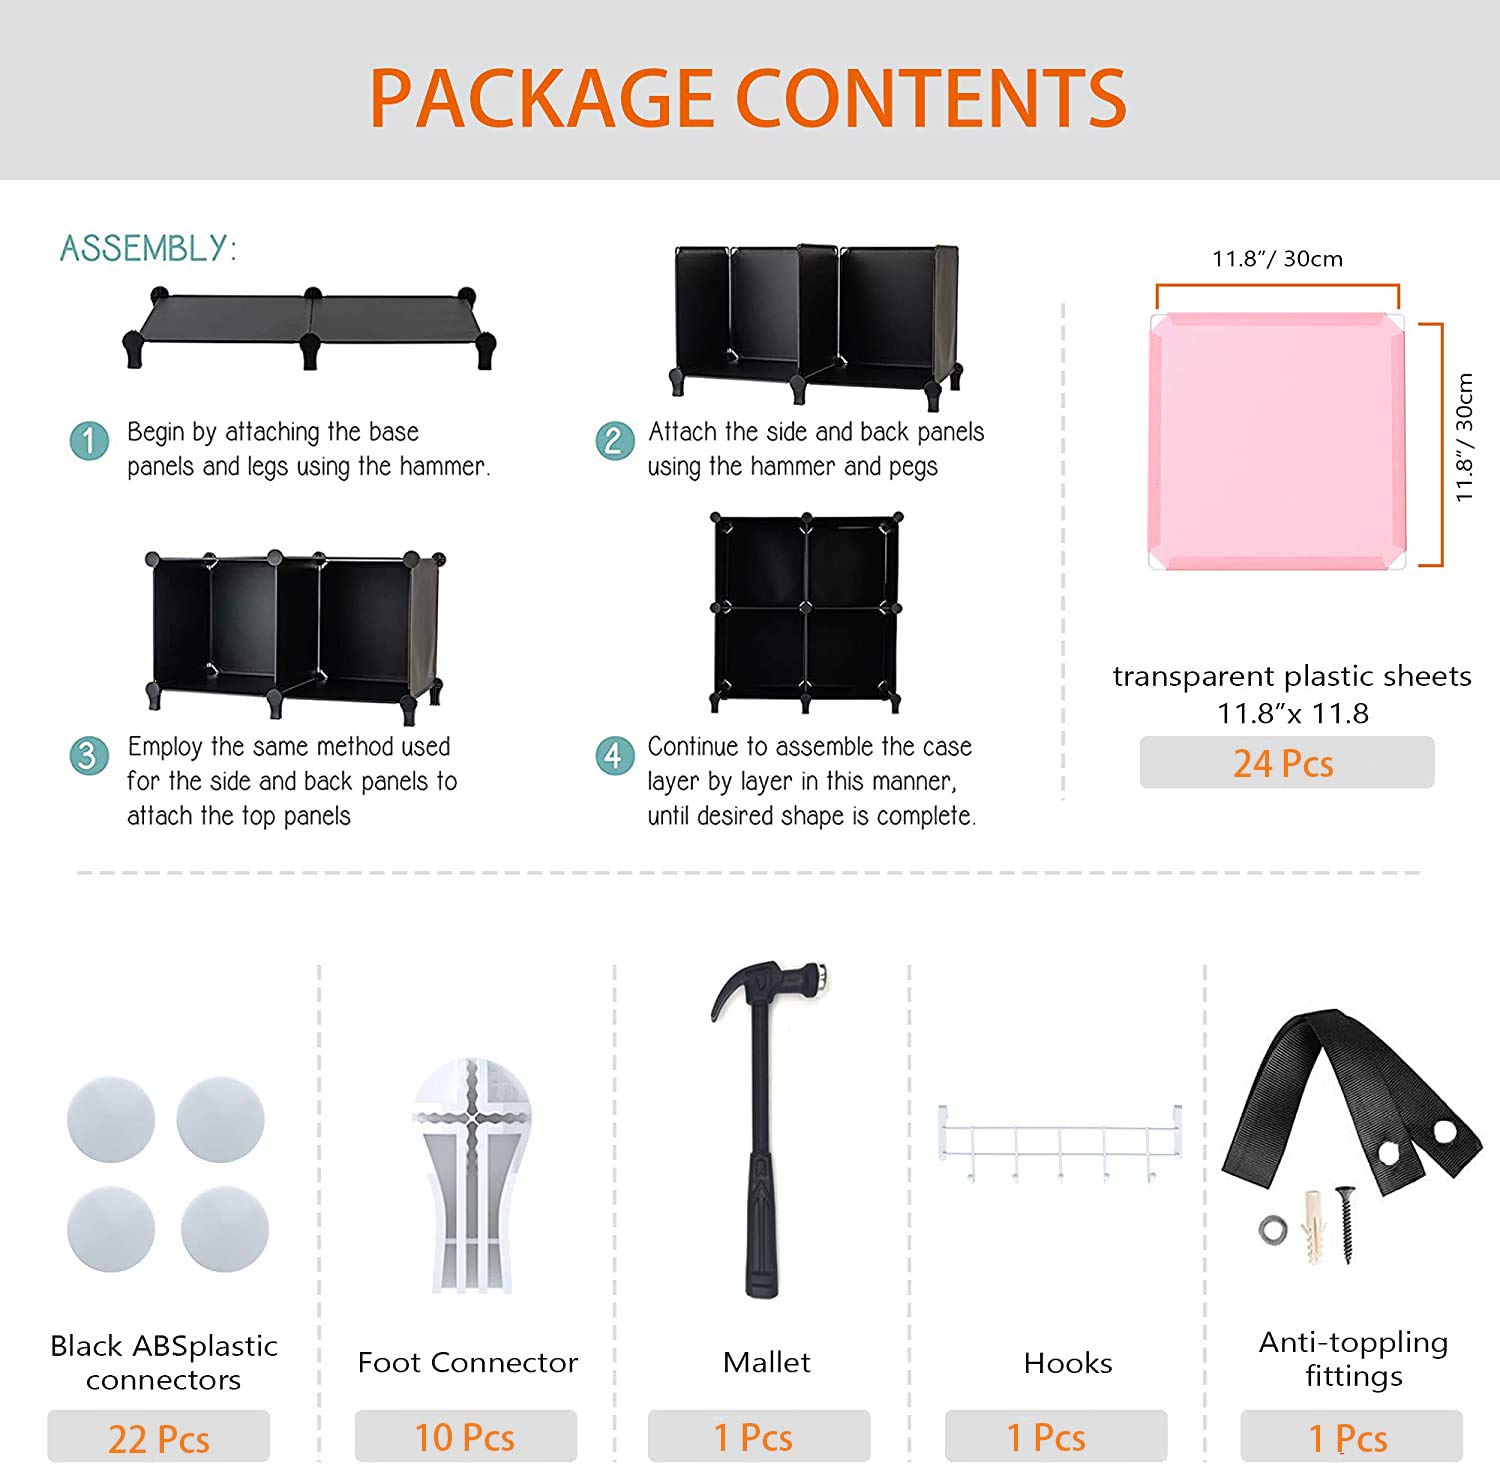 PACKAGE CONTENTS
ASSEMBLY:
1 Begin by attaching the base
panels and legs using the hammer.
2 Attach the side and back panels
using the hammer and pegs
3 Employ the same method used
for the side and back panels to
attach the top panels
4 Continue to assemble the case
layer by layer in this manner,
until desired shape is complete.
11.8”/ 30cm
11.8”/ 30cm
transparent plastic sheets
11.8”x 11.8
24 Pcs
Black ABSplastic
connectors
22 Pcs
Foot Connector
10 Pcs
Mallet
1 Pcs
Hooks
1 Pcs
Anti-toppling
fittings
1 Pcs